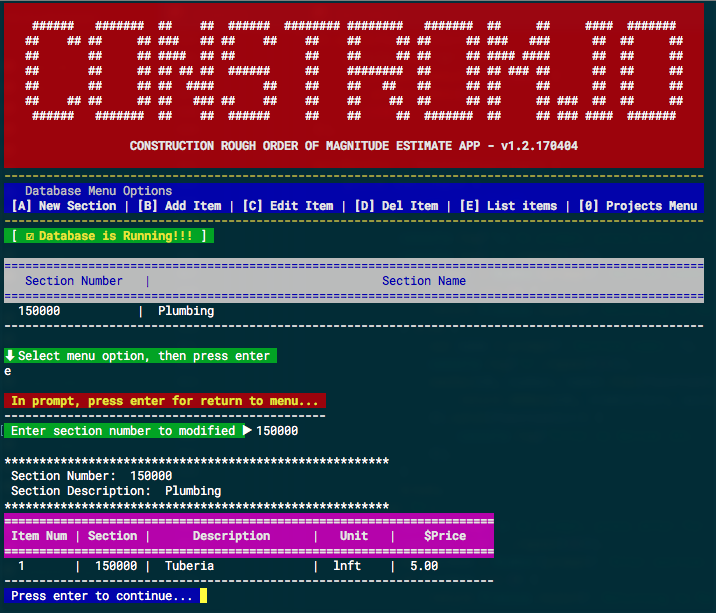 CONSTROMJO
CONSTRUCTION ROUGH ORDER OF MAGNITUDE ESTIMATE APP - v1.2.170404
Database Menu Options
[A] New Section | [B] Add Item | [C] Edit Item | [D] Del Item | [E] List items | [0] Projects Menu
[ ☑ Database is Running!!! ]
Section Number | Section Name
150000 | Plumbing
⬇ Select menu option, then press enter
e
In prompt, press enter for return to menu...
Enter section number to modified ▶ 150000
*******************************************************
Section Number: 150000
Section Description: Plumbing
*******************************************************
Item Num | Section | Description | Unit | $Price
1 | 150000 | Tuberia | lnft | 5.00
Press enter to continue...